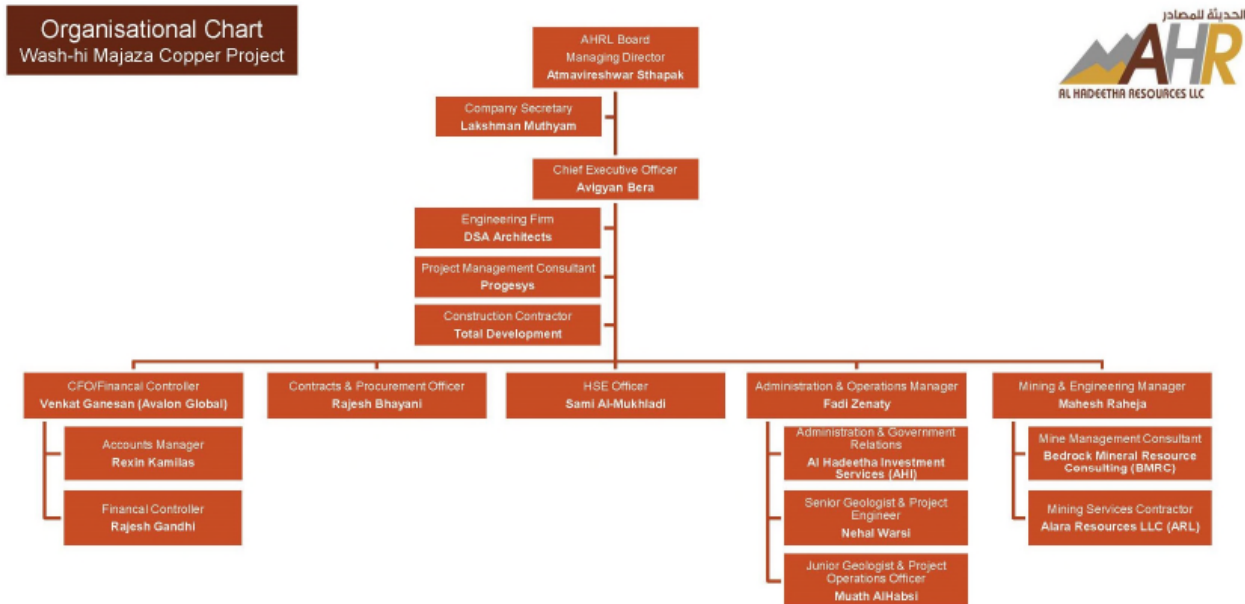 Organisational Chart
Wash-hi Majaza Copper Project
الحديثة للمصادر
AHR
AL HADEETHA RESOURCES LLC
AHRL Board
Managing Director
Atmavireshwar Sthapak
Company Secretary
Lakshman Muthyam
Chief Executive Officer
Avigyan Bera
Engineering Firm
DSA Architects
Project Management Consultant
Progesys
Construction Contractor
Total Development
CFO/Financal Controller
Venkat Ganesan (Avalon Global)
Accounts Manager
Rexin Kamilas
Financal Controller
Rajesh Gandhi
Contracts & Procurement Officer
Rajesh Bhayani
HSE Officer
Sami Al-Mukhladi
Administration & Operations Manager
Fadi Zenaty
Administration & Government
Relations
Al Hadeetha Investment
Services (AHI)
Senior Geologist & Project
Engineer
Nehal Warsi
Junior Geologist & Project
Operations Officer
Muath AlHabsi
Mining & Engineering Manager
Mahesh Raheja
Mine Management Consultant
Bedrock Mineral Resource
Consulting (BMRC)
Mining Services Contractor
Alara Resources LLC (ARL)